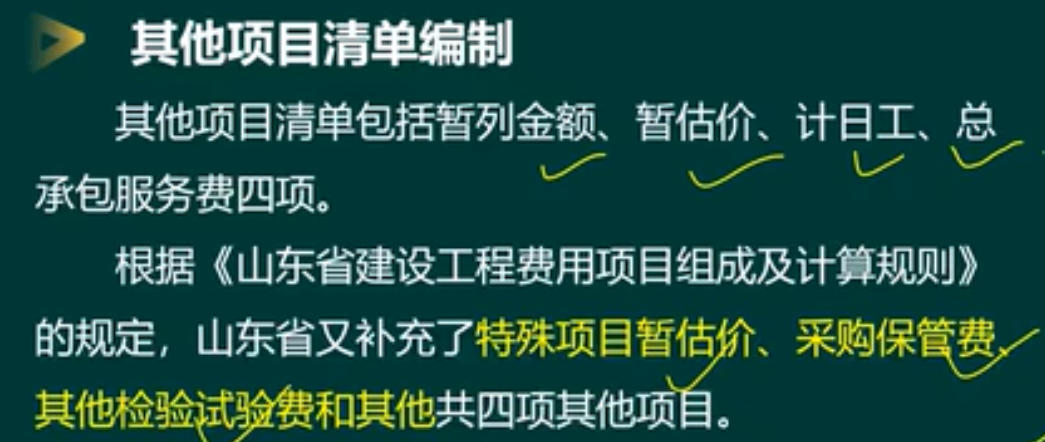 其他项目清单编制
其他项目清单包括暂列金额、暂估价、计日工、总
承包服务费四项。
根据《山东省建设工程费用项目组成及计算规则》
的规定，山东省又补充了特殊项目暂估价、采购保管费、
其他检验试验费和其他共四项其他项目。